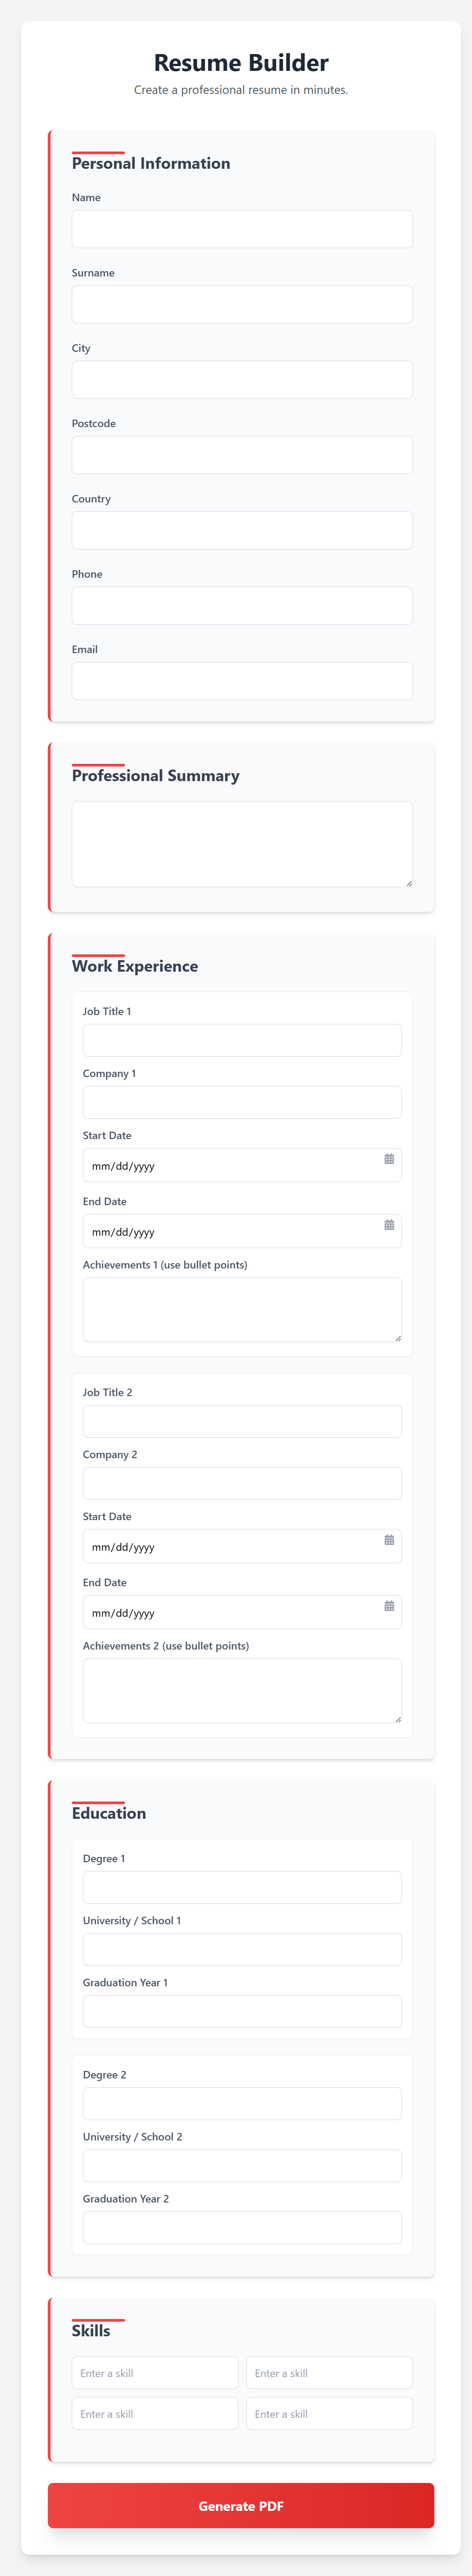 Resume Builder
Create a professional resume in minutes.
Personal Information
Name
Surname
City
Postcode
Country
Phone
Email
Professional Summary
Work Experience
Job Title 1
Company 1
Start Date
mm/dd/yyyy
End Date
mm/dd/yyyy
Achievements 1 (use bullet points)
Job Title 2
Company 2
Start Date
mm/dd/yyyy
End Date
mm/dd/yyyy
Achievements 2 (use bullet points)
Education
Degree 1
University / School 1
Graduation Year 1
Degree 2
University / School 2
Graduation Year 2
Skills
Enter a skill Enter a skill
Enter a skill Enter a skill
Generate PDF